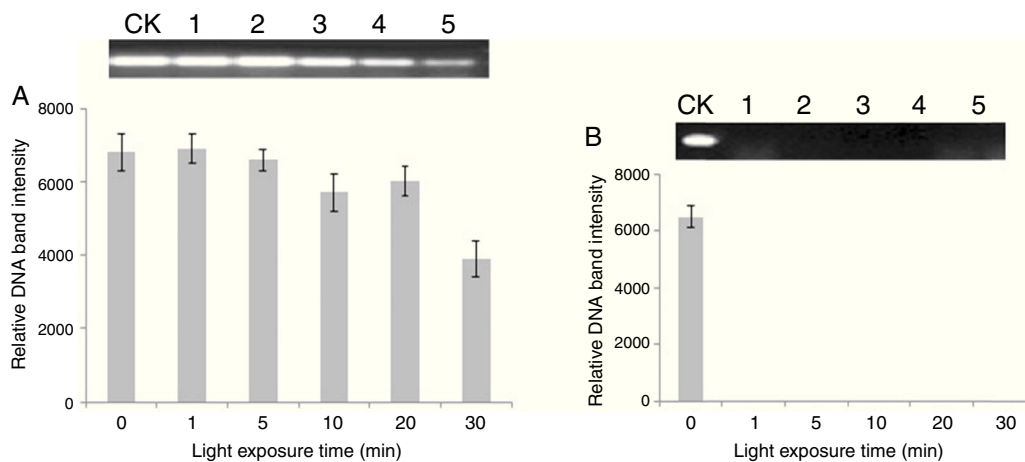 CK 1 2 3 4 5
A
Relative DNA band intensity
8000
6000
4000
2000
0
0 1 5 10 20 30
Light exposure time (min)
CK 1 2 3 4 5
B
Relative DNA band intensity
8000
6000
4000
2000
0
0 1 5 10 20 30
Light exposure time (min)